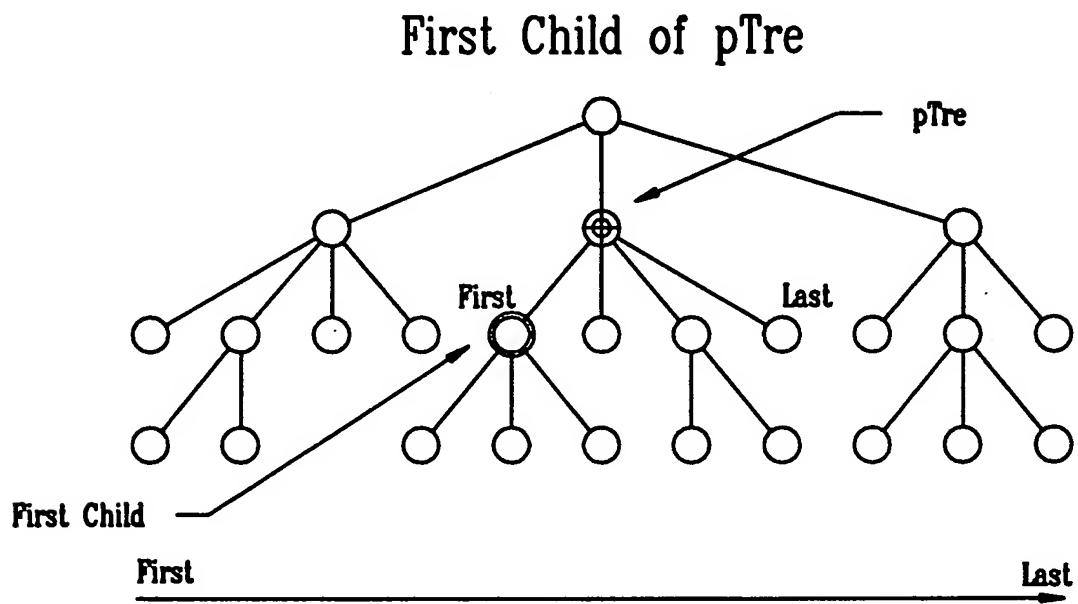 First Child of pTre
pTre
First
Last
First Child
First
Last